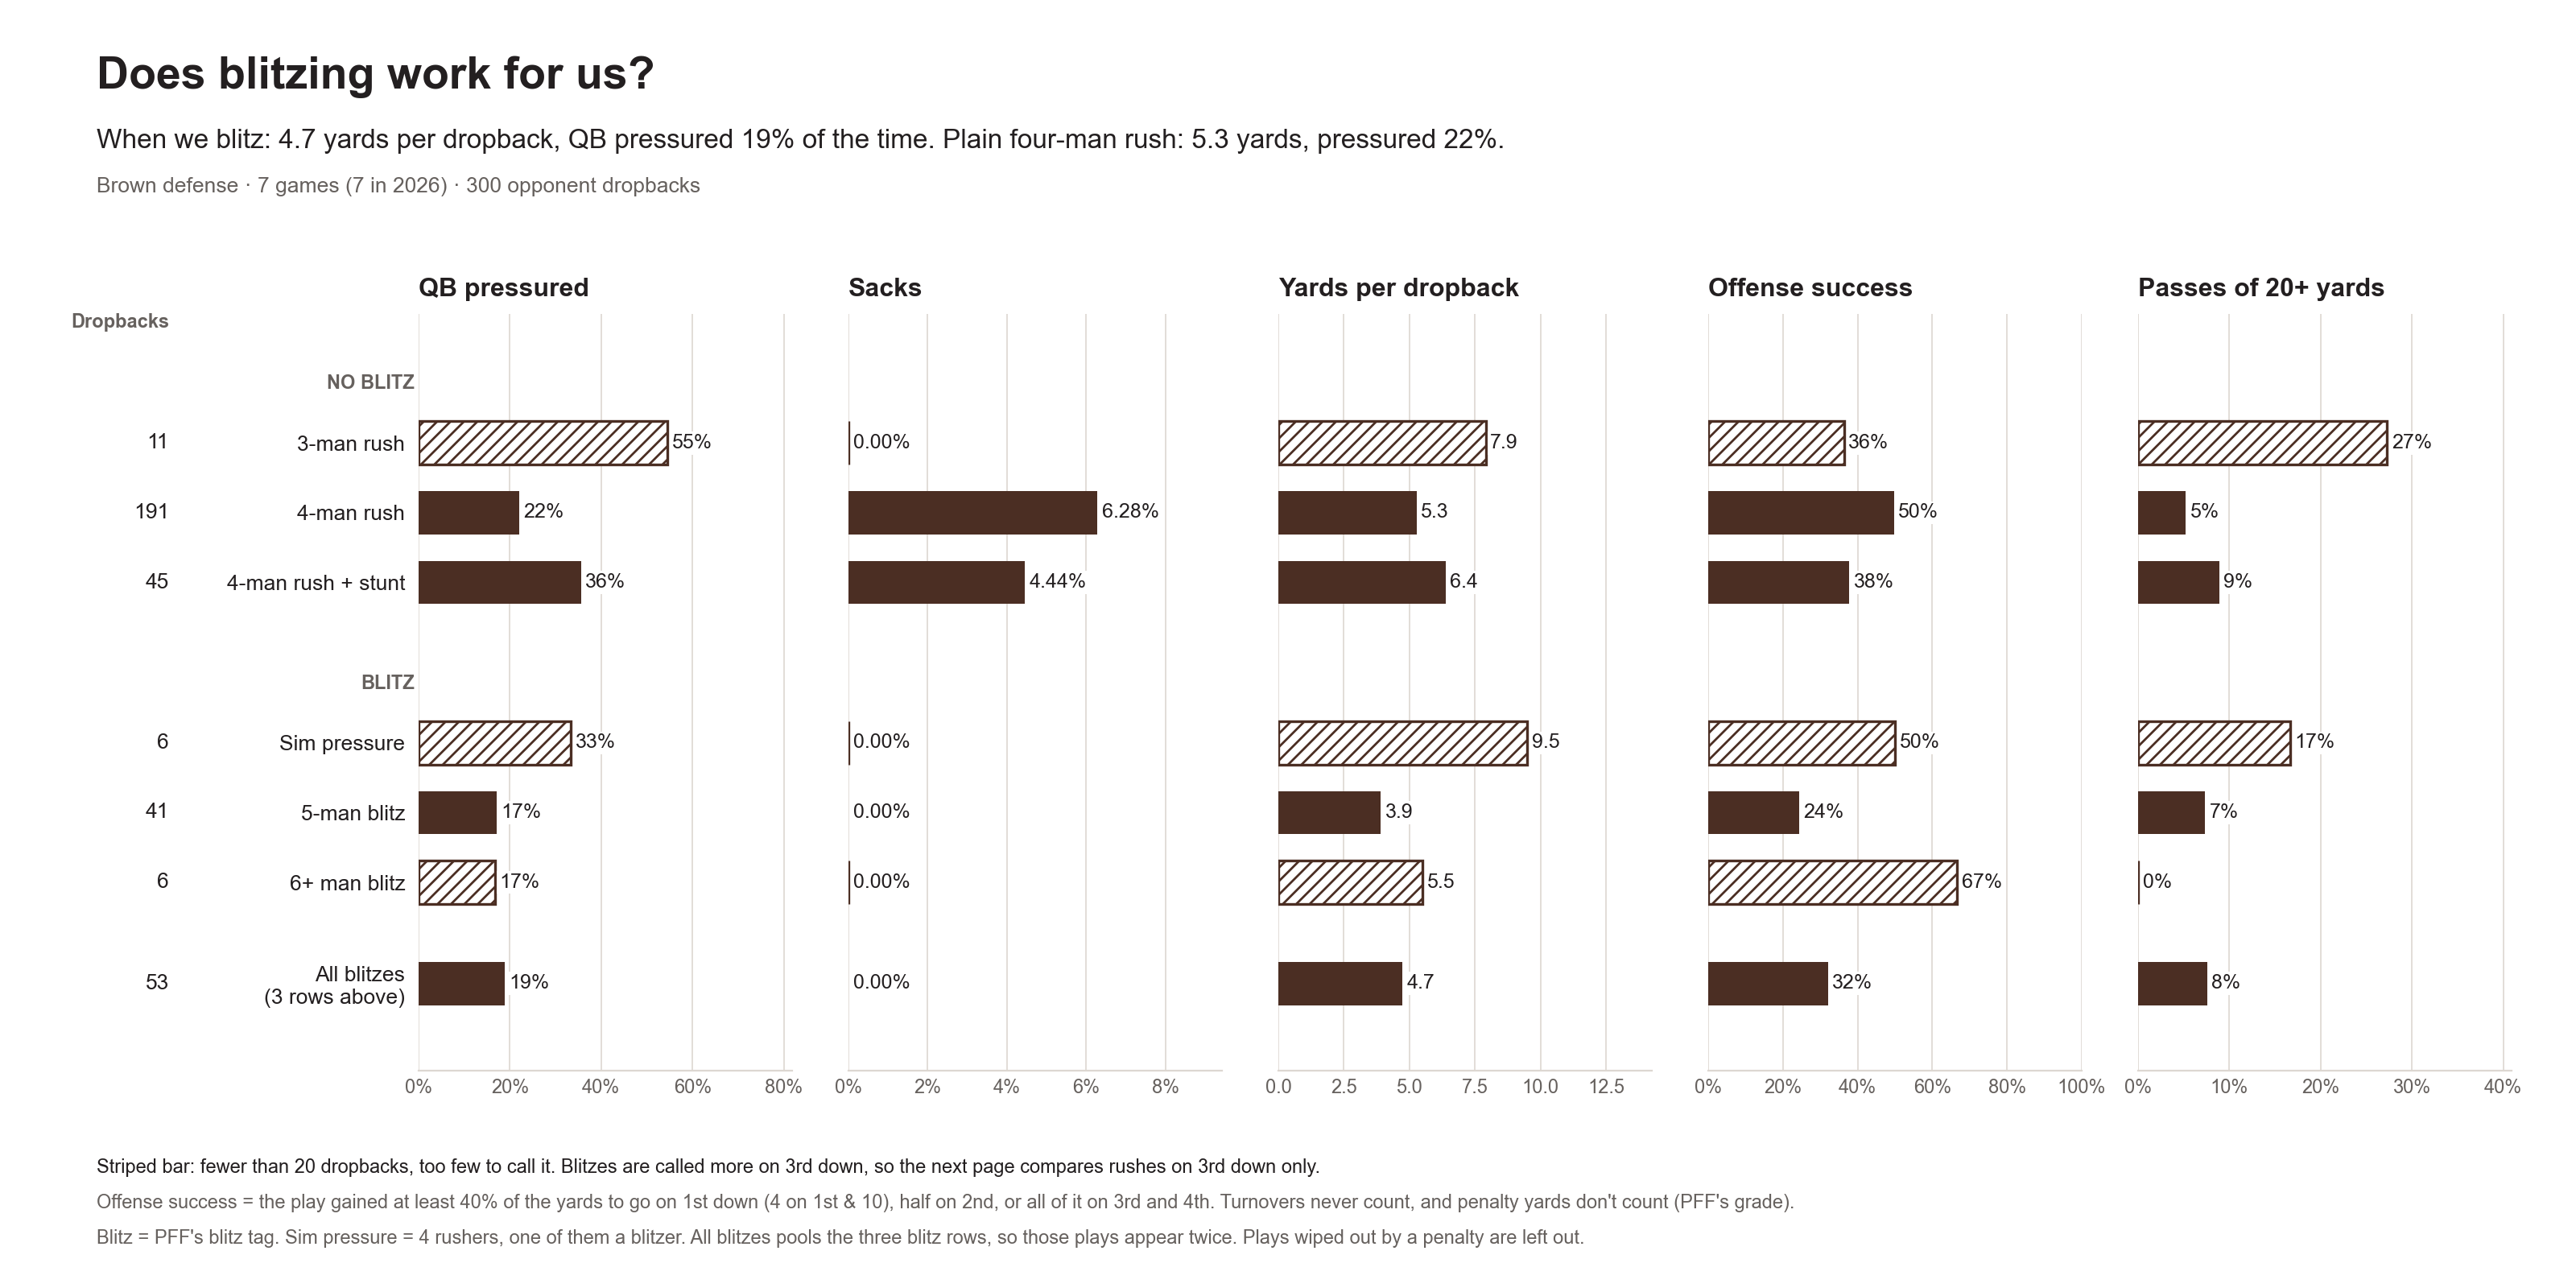 Does blitzing work for us?
When we blitz: 4.7 yards per dropback, QB pressured 19% of the time. Plain four-man rush: 5.3 yards, pressured 22%.
Brown defense · 7 games (7 in 2026) · 300 opponent dropbacks
QB pressured Sacks Yards per dropback Offense success Passes of 20+ yards
Dropbacks
NO BLITZ
11 3-man rush 55% 0.00% 7.9 36% 27%
191 4-man rush 22% 6.28% 5.3 50% 5%
45 4-man rush + stunt 36% 4.44% 6.4 38% 9%
BLITZ
6 Sim pressure 33% 0.00% 9.5 50% 17%
41 5-man blitz 17% 0.00% 3.9 24% 7%
6 6+ man blitz 17% 0.00% 5.5 67% 0%
53 All blitzes (3 rows above) 19% 0.00% 4.7 32% 8%
0% 20% 40% 60% 80% 0% 2% 4% 6% 8% 0.0 2.5 5.0 7.5 10.0 12.5 0% 20% 40% 60% 80% 100% 0% 10% 20% 30% 40%
Striped bar: fewer than 20 dropbacks, too few to call it. Blitzes are called more on 3rd down, so the next page compares rushes on 3rd down only.
Offense success = the play gained at least 40% of the yards to go on 1st down (4 on 1st & 10), half on 2nd, or all of it on 3rd and 4th. Turnovers never count, and penalty yards don't count (PFF's grade).
Blitz = PFF's blitz tag. Sim pressure = 4 rushers, one of them a blitzer. All blitzes pools the three blitz rows, so those plays appear twice. Plays wiped out by a penalty are left out.